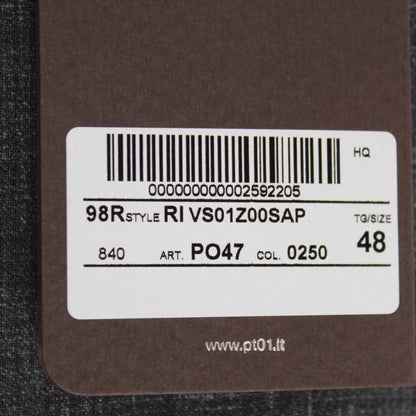 HQ
000000000002592205
98R STYLE RI VS01Z00SAP TG/SIZE
840 ART. PO47 COL. 0250 48
www.pt01.it